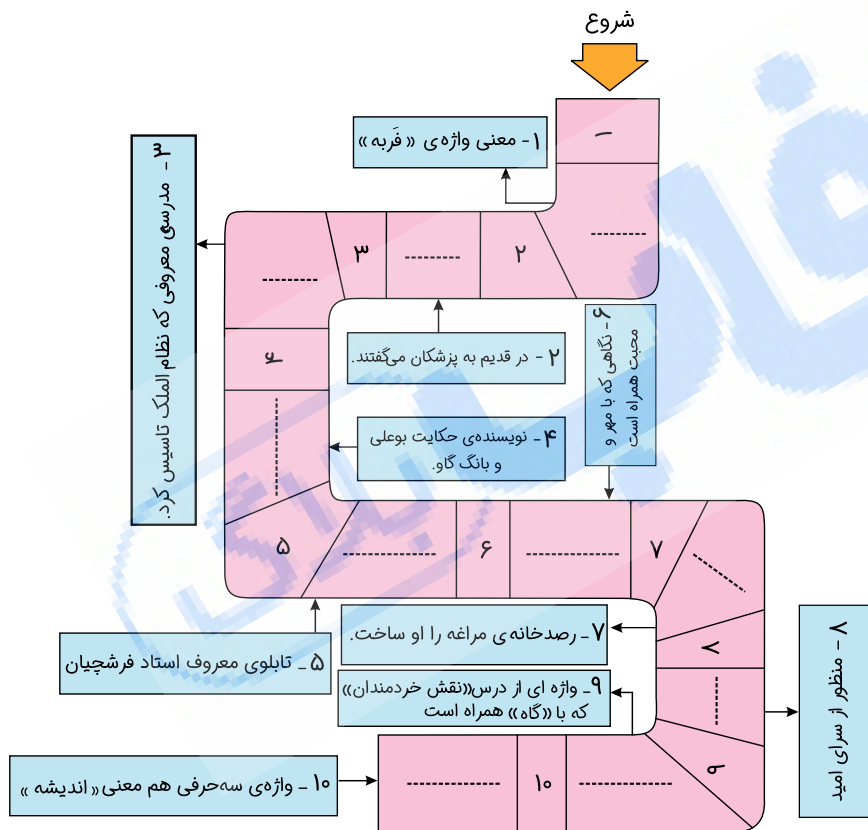 شروع
۱
۱- معنی واژه‌ی « فَربه»
...........
۲
...........
۳
...........
۳- مدرسه‌ی معروفی که نظام الملک تاسیس کرد.
۲- در قدیم به پزشکان می‌گفتند.
۶- نگاهی که با مهر و
محبت همراه است
۴
...........
۴- نویسنده‌ی حکایت بوعلی
و بانگ گاو.
۵
...........
۶
...........
۷
...........
۵- تابلوی معروف استاد فرشچیان
۷- رصدخانه‌ی مراغه را او ساخت.
۸
...........
۸- منظور از سرای امید
۹- واژه ای از درس«نقش خردمندان»
که با «گاه» همراه است
۹
...........
۱۰
...........
۱۰- واژه‌ی سه‌حرفی هم معنی« اندیشه »